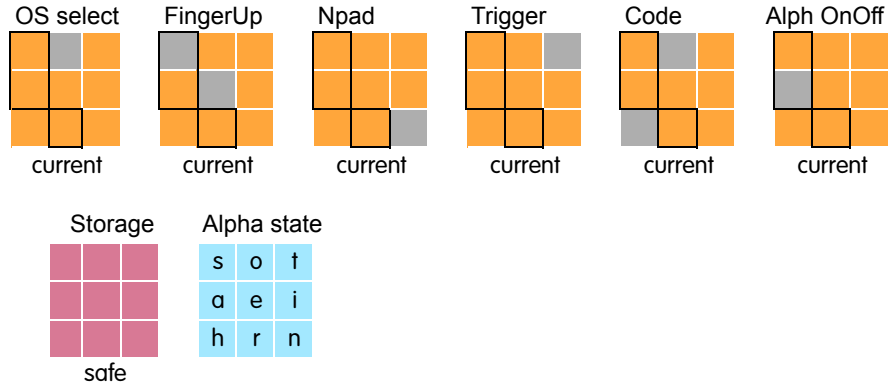 OS select FingerUp Npad Trigger Code Alph OnOff
current current current current current current
Storage Alpha state
s o t
a e i
h r n
safe